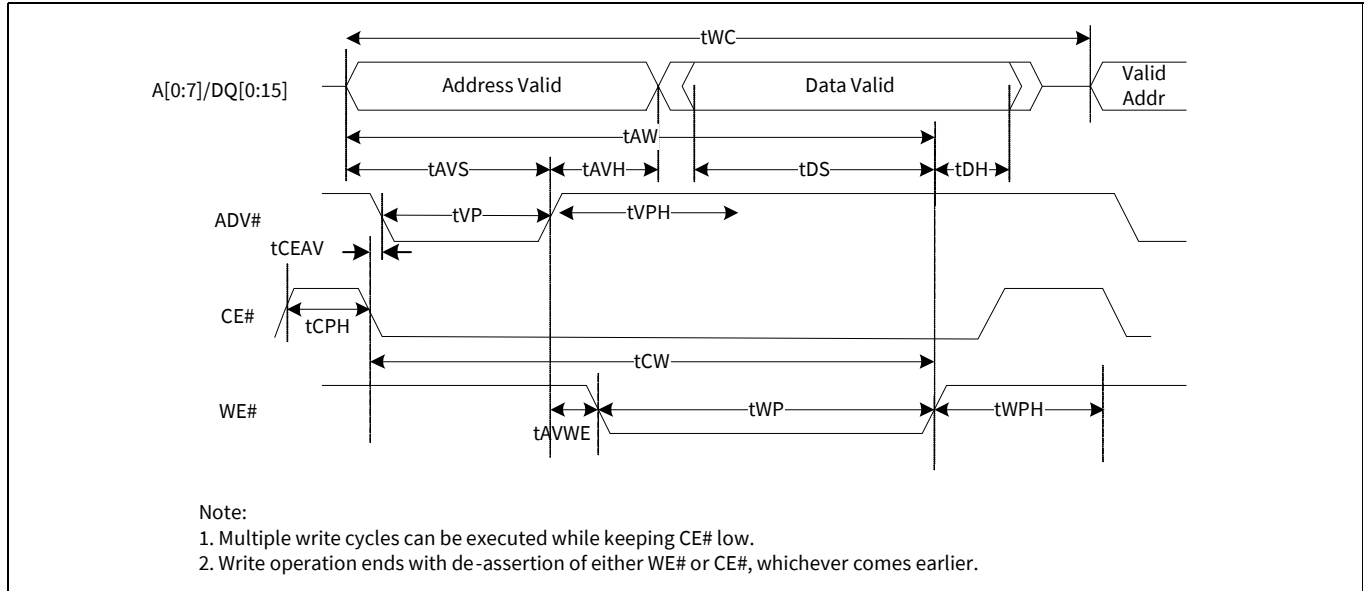 tWC
A[0:7]/DQ[0:15]
Address Valid
Data Valid
Valid
Addr
tAW
tAVS
tAVH
tDS
tDH
ADV#
tVP
tVPH
tCEAV
CE#
tCPH
tCW
WE#
tWP
tWPH
tAVWE
Note:
1. Multiple write cycles can be executed while keeping CE# low.
2. Write operation ends with de-assertion of either WE# or CE#, whichever comes earlier.